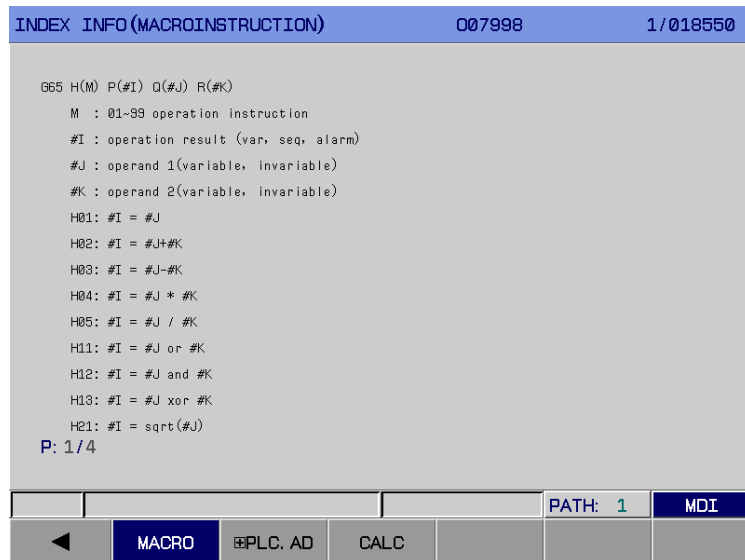 INDEX INFO(MACROINSTRUCTION) O07998 1/018550
G65 H(M) P(#I) Q(#J) R(#K)
M : 01~99 operation instruction
#I : operation result (var, seq, alarm)
#J : operand 1(variable, invariable)
#K : operand 2(variable, invariable)
H01: #I = #J
H02: #I = #J+#K
H03: #I = #J-#K
H04: #I = #J * #K
H05: #I = #J / #K
H11: #I = #J or #K
H12: #I = #J and #K
H13: #I = #J xor #K
H21: #I = sqrt(#J)
P: 1/4
PATH: 1 MDI
◀ MACRO ⊞PLC. AD CALC